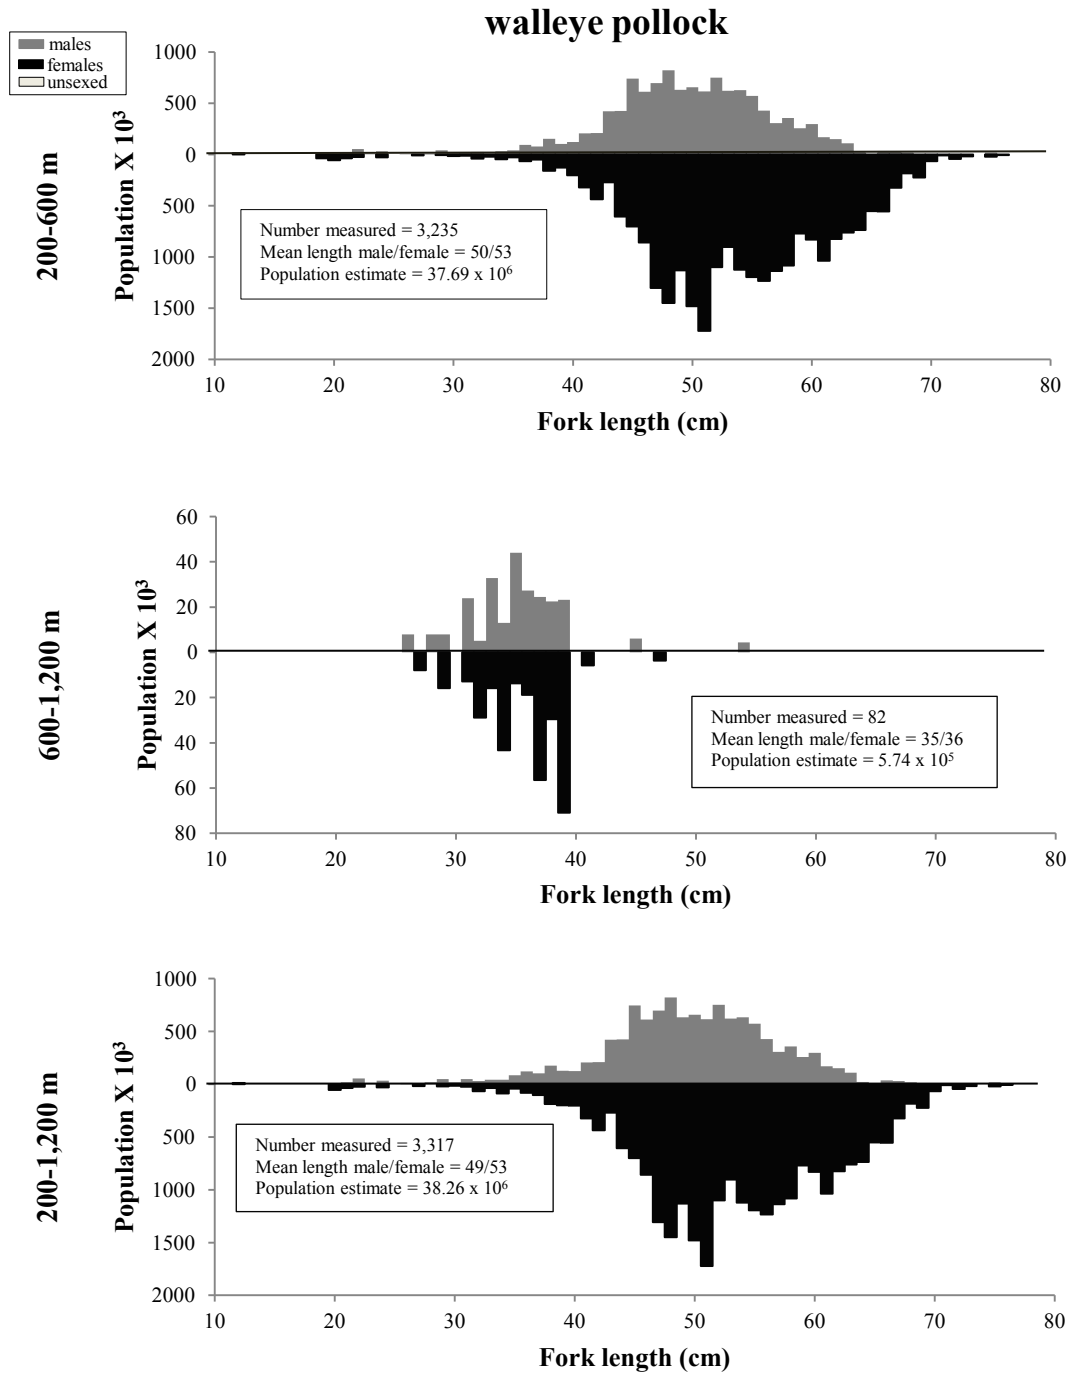 walleye pollock
males
females
unsexed
200-600 m
Population X 10³
1000
500
0
500
1000
1500
2000
Number measured = 3,235
Mean length male/female = 50/53
Population estimate = 37.69 x 10⁶
10 20 30 40 50 60 70 80
Fork length (cm)
600-1,200 m
Population X 10³
60
40
20
0
20
40
60
80
Number measured = 82
Mean length male/female = 35/36
Population estimate = 5.74 x 10⁵
10 20 30 40 50 60 70 80
Fork length (cm)
200-1,200 m
Population X 10³
1000
500
0
500
1000
1500
2000
Number measured = 3,317
Mean length male/female = 49/53
Population estimate = 38.26 x 10⁶
10 20 30 40 50 60 70 80
Fork length (cm)